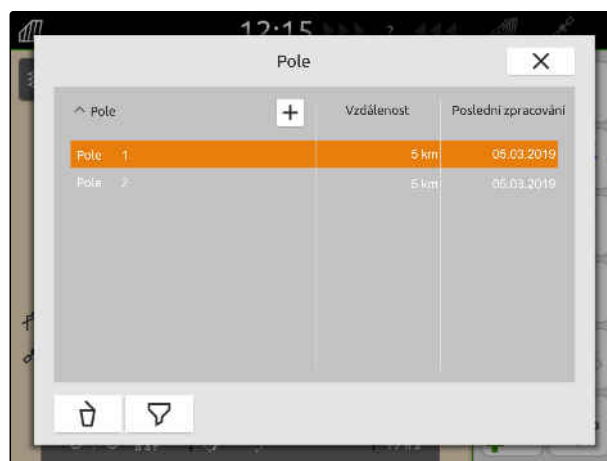 12:15
Pole
Pole
Vzdálenost
Poslední zpracování
Pole 1 5 km 05.03.2019
Pole 2 5 km 05.03.2019